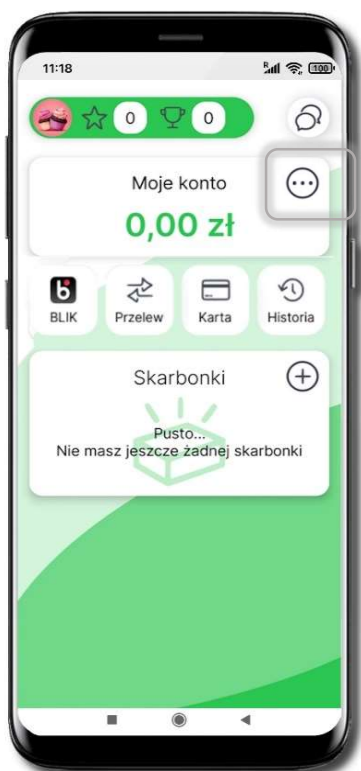 11:18
R
100
0
0
Moje konto
0,00 zł
BLIK
Przelew
Karta
Historia
Skarbonki
Pusto...
Nie masz jeszcze żadnej skarbonki